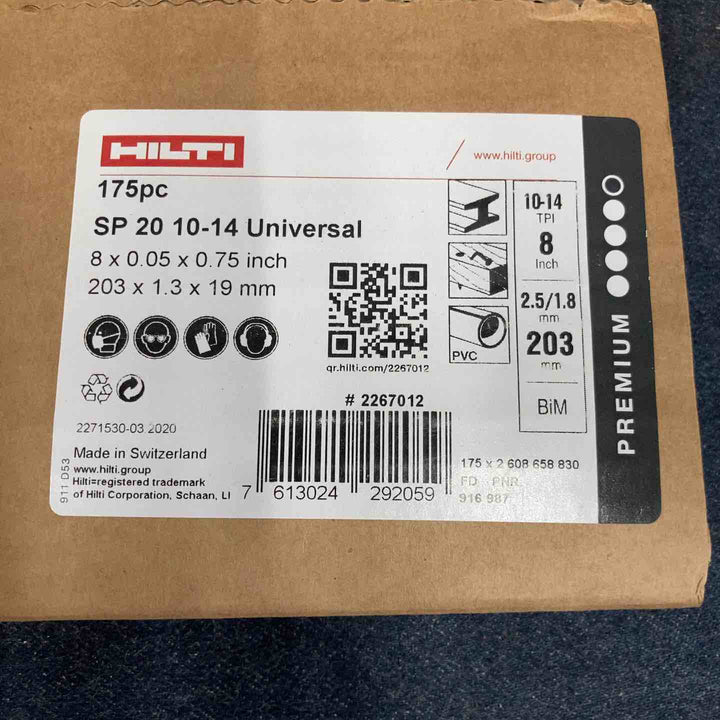 HILTI
www.hilti.group
175pc
SP 20 10-14 Universal
8 x 0.05 x 0.75 inch
203 x 1.3 x 19 mm
qr.hilti.com/2267012
PVC
10-14
TPI
8
Inch
2.5/1.8
mm
203
mm
BiM
PREMIUM
# 2267012
2271530-03.2020
Made in Switzerland
www.hilti.group
Hilti=registered trademark
of Hilti Corporation, Schaan, LI
911 D53
7 613024 292059
175 x 2 608 658 830
FD PNR.
916 987